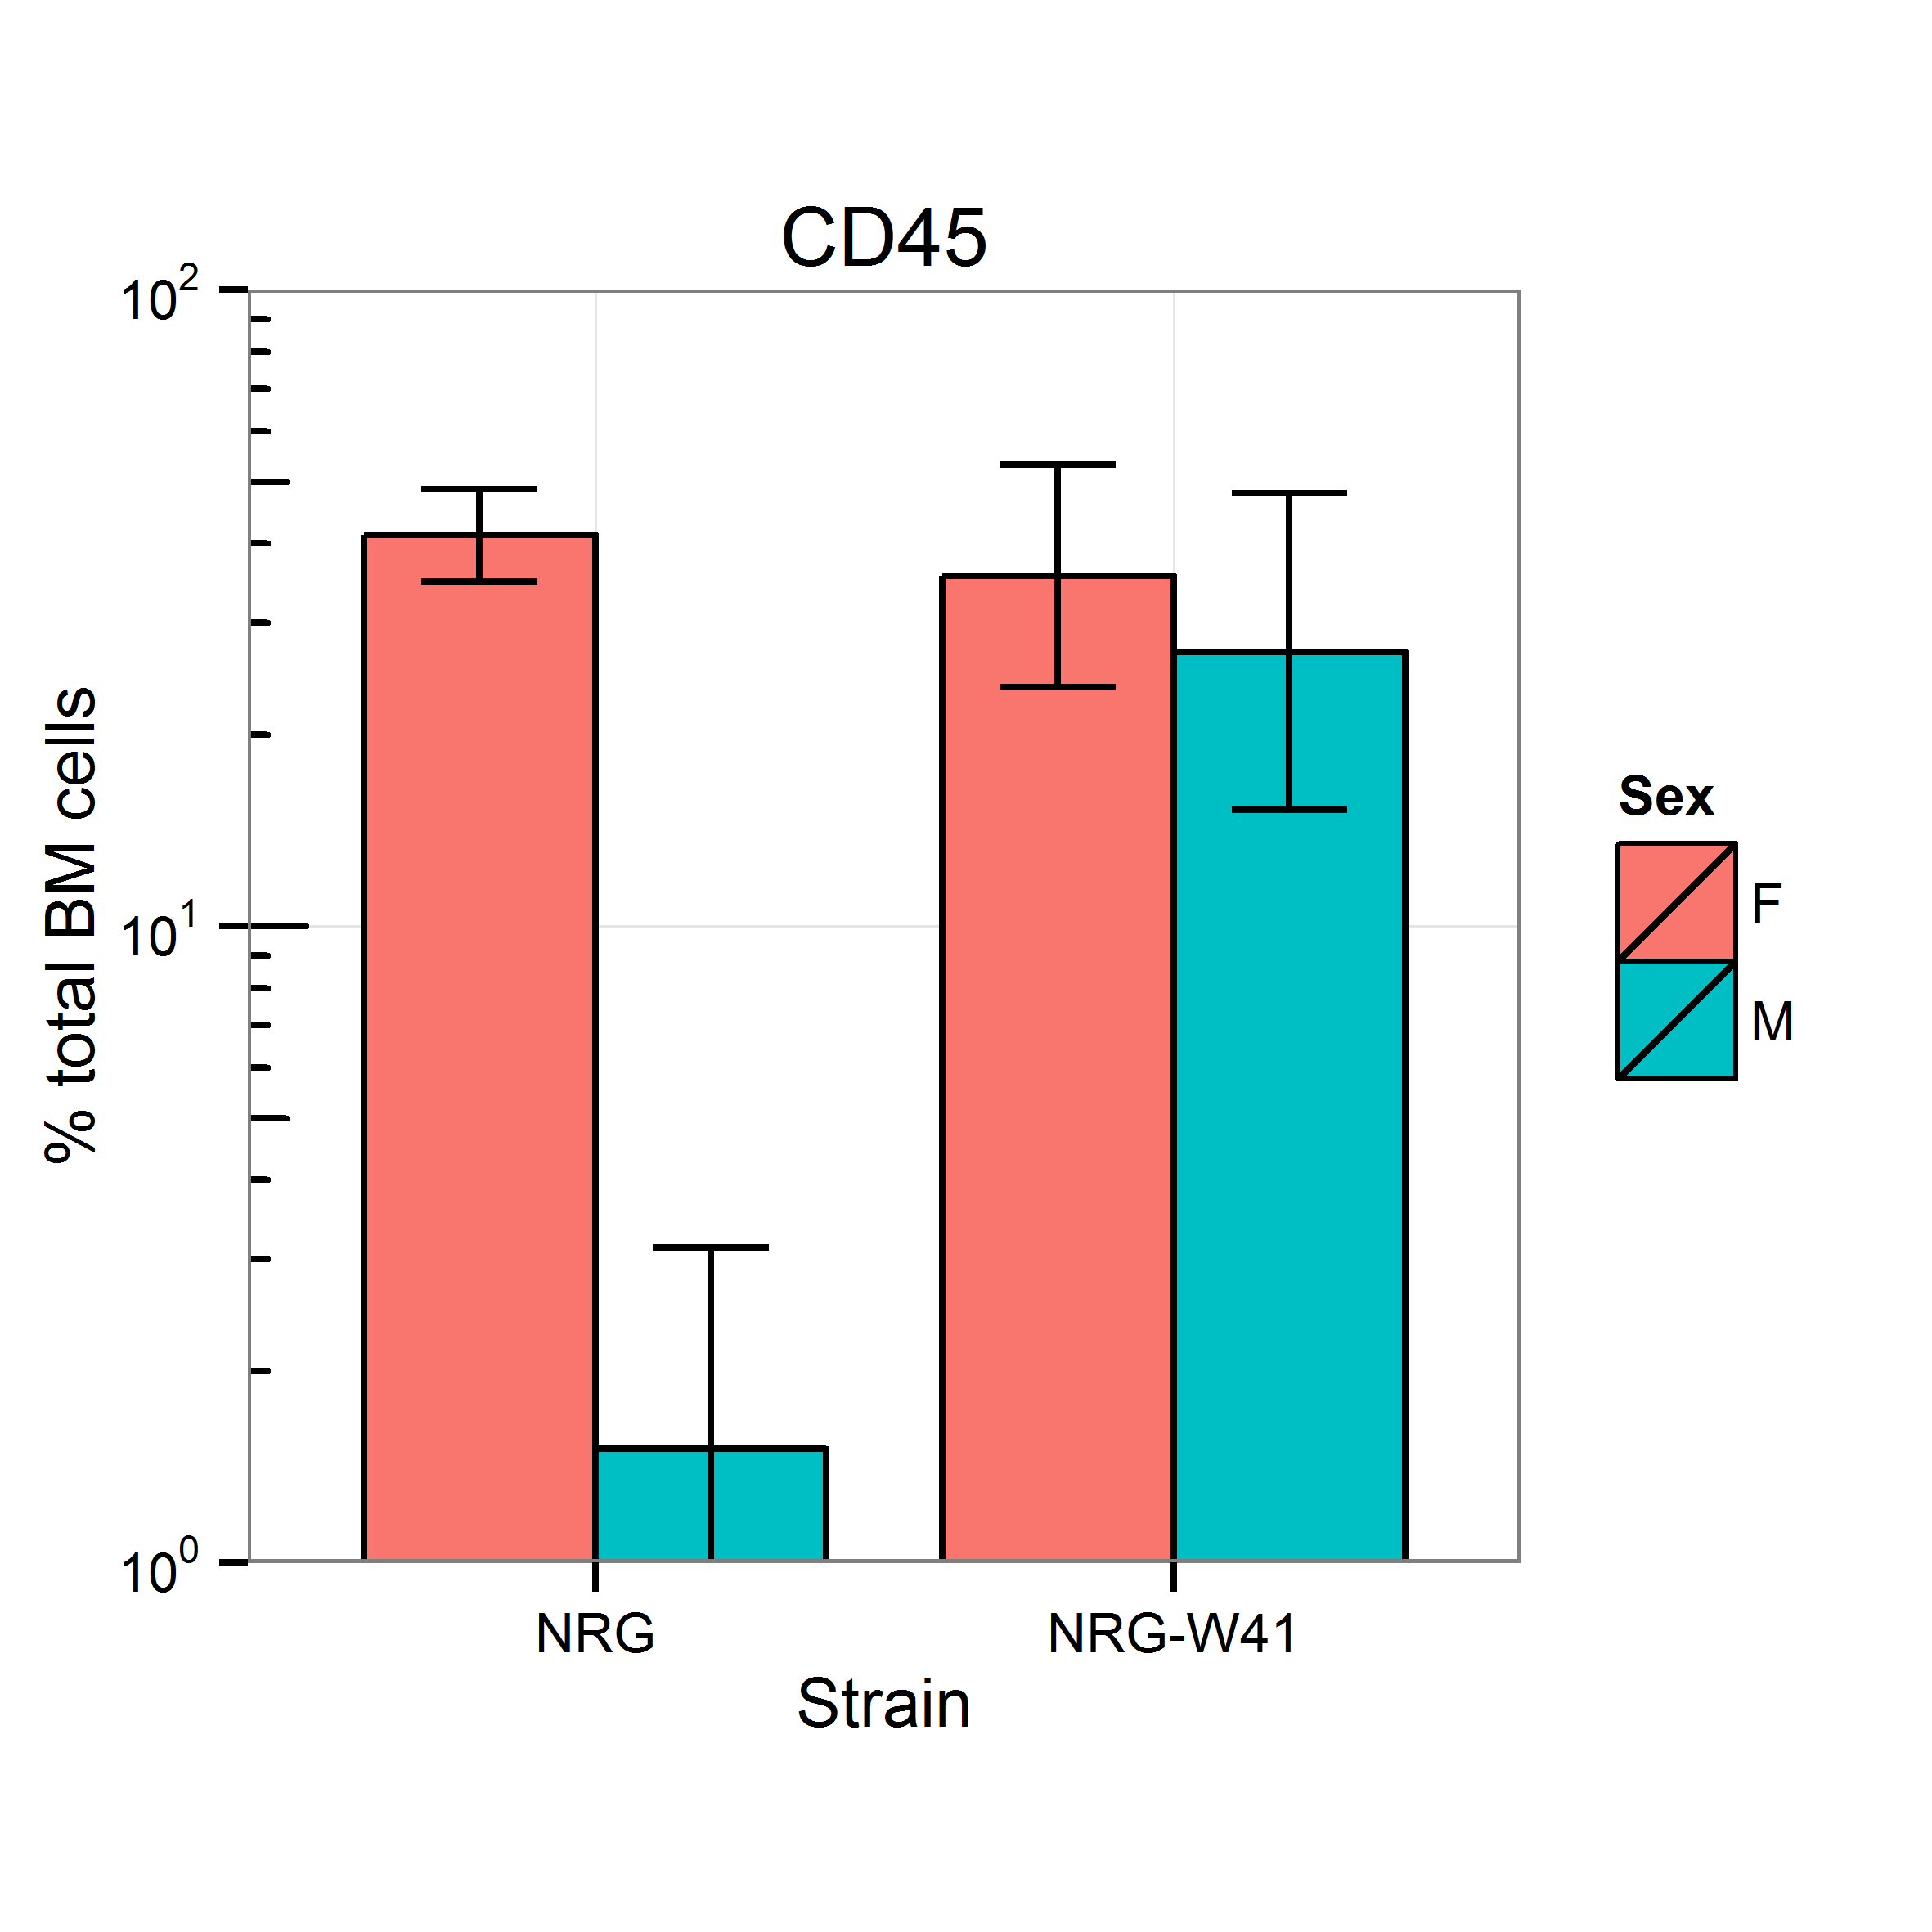 CD45
10²
10¹
10⁰
% total BM cells
NRG
NRG-W41
Strain
Sex
F
M